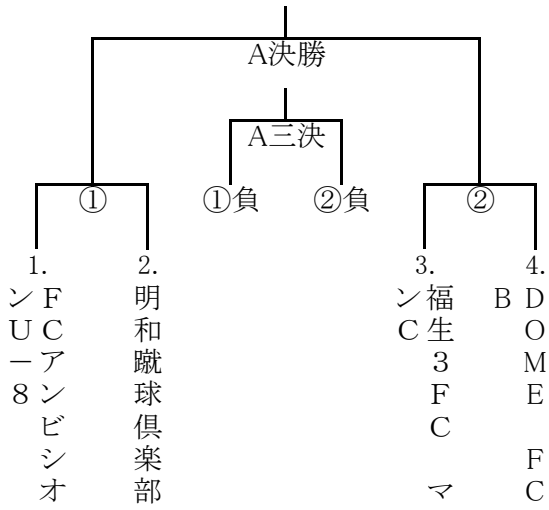 A決勝
A三決
①
①負
②負
②
1.
2.
3.
4.
FCアンビシオ
ンU－8
明和蹴球倶楽部
福生3FC　マ
ンC
DOME　FC
B